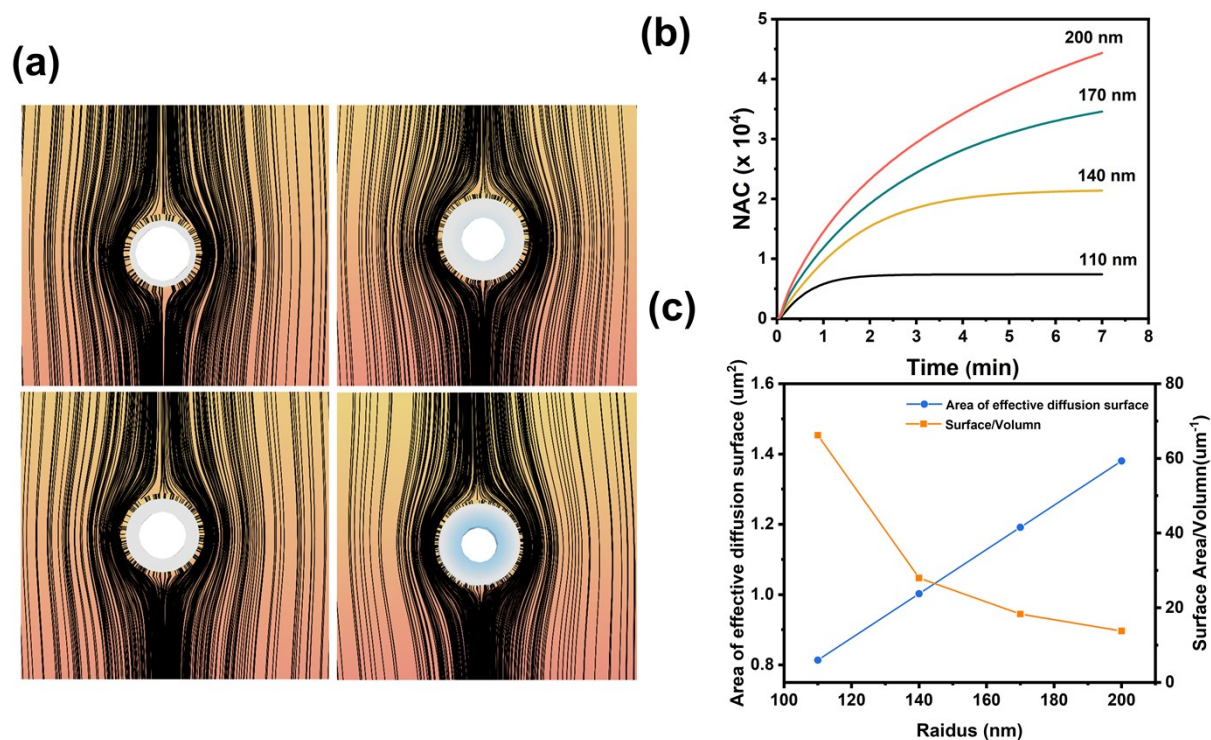 (a)
(b)
NAC (x 10⁴)
5
4
3
2
1
0
200 nm
170 nm
140 nm
110 nm
0 1 2 3 4 5 6 7 8
Time (min)
(c)
Area of effective diffusion surface (um²)
1.6
1.4
1.2
1.0
0.8
Area of effective diffusion surface
Surface/Volumn
80
60
40
20
0
Surface Area/Volumn(um⁻¹)
100 120 140 160 180 200
Raidus (nm)